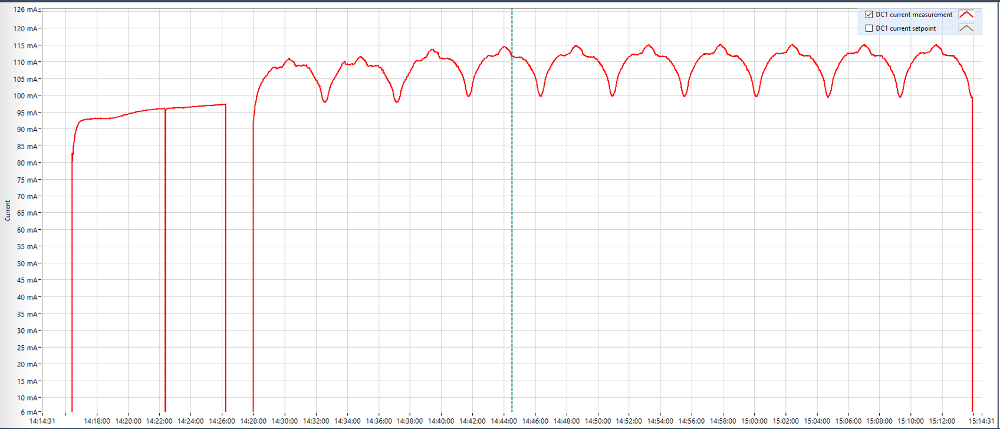 126 mA
120 mA
115 mA
110 mA
105 mA
100 mA
95 mA
90 mA
85 mA
80 mA
75 mA
70 mA
65 mA
60 mA
55 mA
50 mA
45 mA
40 mA
35 mA
30 mA
25 mA
20 mA
15 mA
10 mA
6 mA
Current
DC1 current measurement
DC1 current setpoint
14:14:31 14:18:00 14:20:00 14:22:00 14:24:00 14:26:00 14:28:00 14:30:00 14:32:00 14:34:00 14:36:00 14:38:00 14:40:00 14:42:00 14:44:00 14:46:00 14:48:00 14:50:00 14:52:00 14:54:00 14:56:00 14:58:00 15:00:00 15:02:00 15:04:00 15:06:00 15:08:00 15:10:00 15:12:00 15:14:31